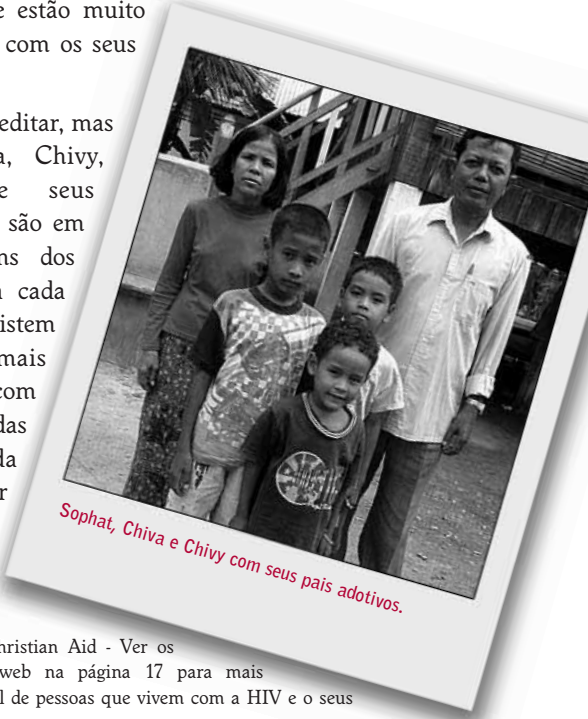 e estão muito
com os seus
editar, mas
a, Chivy,
e seus
são em
ns dos
cada
istem
mais
com
das
da
r
Sophat, Chiva e Chivy com seus pais adotivos.
hristian Aid - Ver os
web na página 17 para mais
l de pessoas que vivem com a HIV e o seus